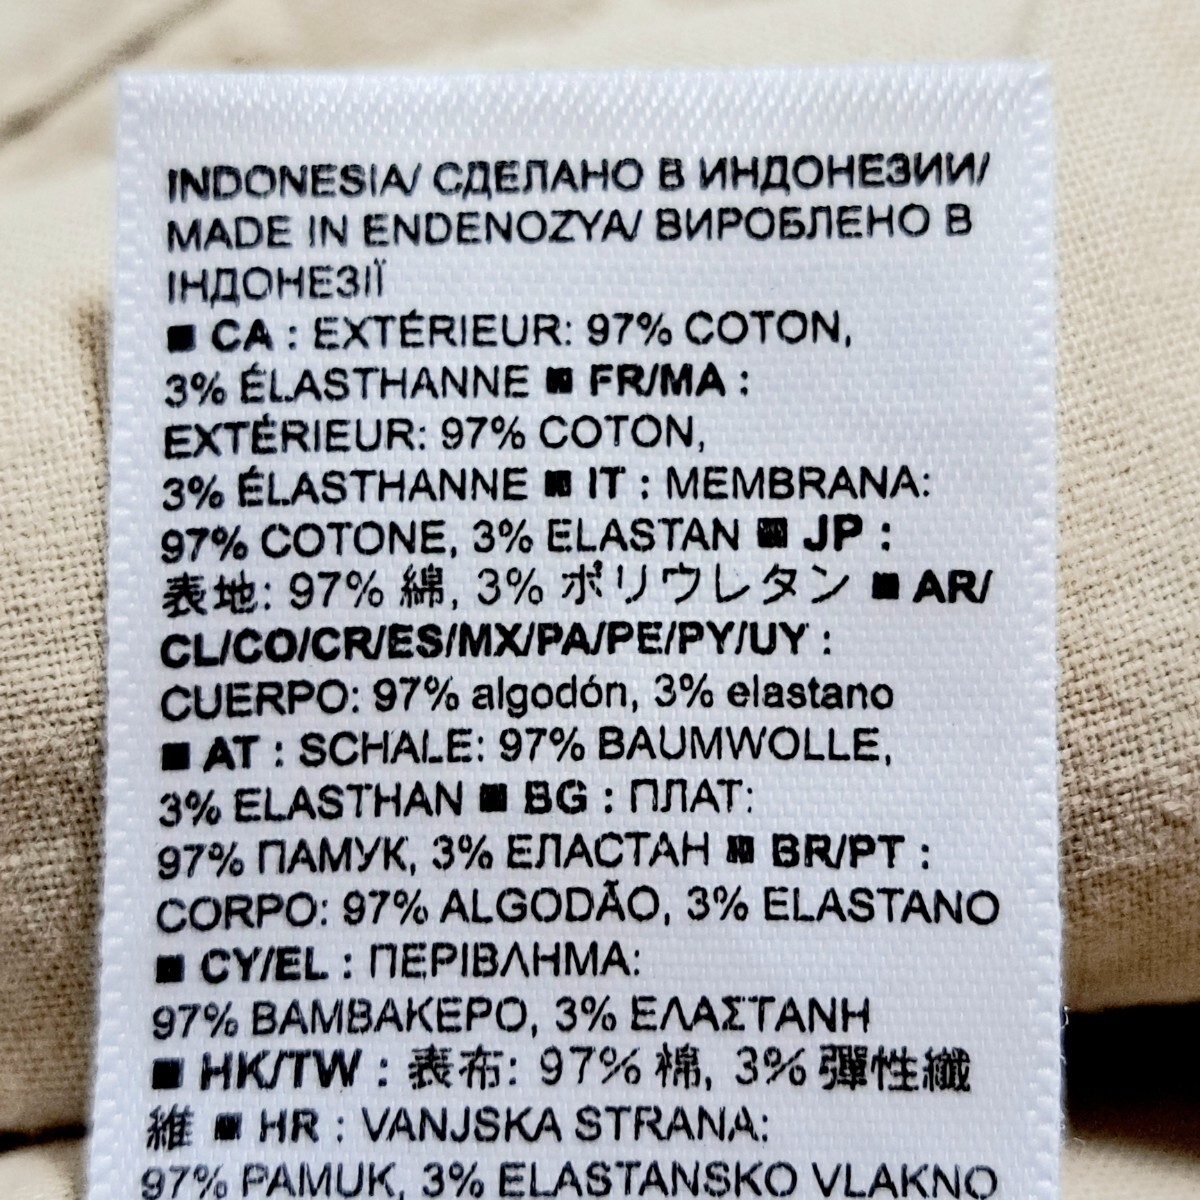 INDONESIA/ СДЕЛАНО В ИНДОНЕЗИИ/
MADE IN ENDENOZYA/ ВИРОБЛЕНО В
ІНДОНЕЗІЇ
■ CA : EXTÉRIEUR: 97% COTON,
3% ÉLASTHANNE ■ FR/MA :
EXTÉRIEUR: 97% COTON,
3% ÉLASTHANNE ■ IT : MEMBRANA:
97% COTONE, 3% ELASTAN ■ JP :
表地: 97% 綿, 3% ポリウレタン ■ AR/
CL/CO/CR/ES/MX/PA/PE/PY/UY :
CUERPO: 97% algodón, 3% elastano
■ AT : SCHALE: 97% BAUMWOLLE,
3% ELASTHAN ■ BG : ПЛАТ:
97% ПАМУК, 3% ЕЛАСТАН ■ BR/PT :
CORPO: 97% ALGODÃO, 3% ELASTANO
■ CY/EL : ΠΕΡΙΒΛΗΜΑ:
97% ΒΑΜΒΑΚΕΡΟ, 3% ΕΛΑΣΤΑΝΗ
■ HK/TW : 表布: 97% 棉, 3% 彈性纖
維 ■ HR : VANJSKA STRANA:
97% PAMUK, 3% ELASTANSKO VLAKNO